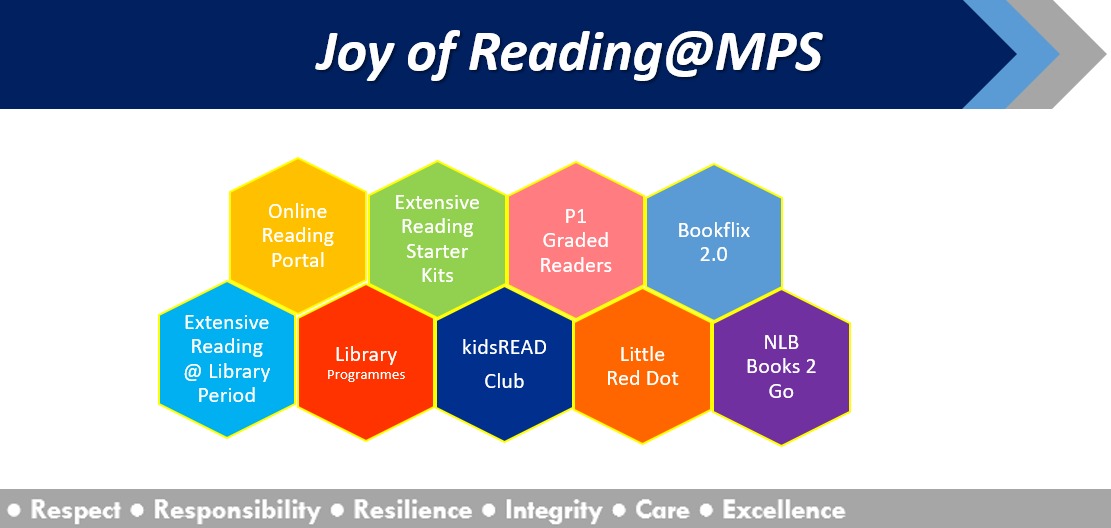 Joy of Reading@MPS
Online
Reading
Portal
Extensive
Reading
Starter
Kits
P1
Graded
Readers
Bookflix
2.0
Extensive
Reading
@ Library
Period
Library
Programmes
kidsREAD
Club
Little
Red Dot
NLB
Books 2
Go
● Respect ● Responsibility ● Resilience ● Integrity ● Care ● Excellence